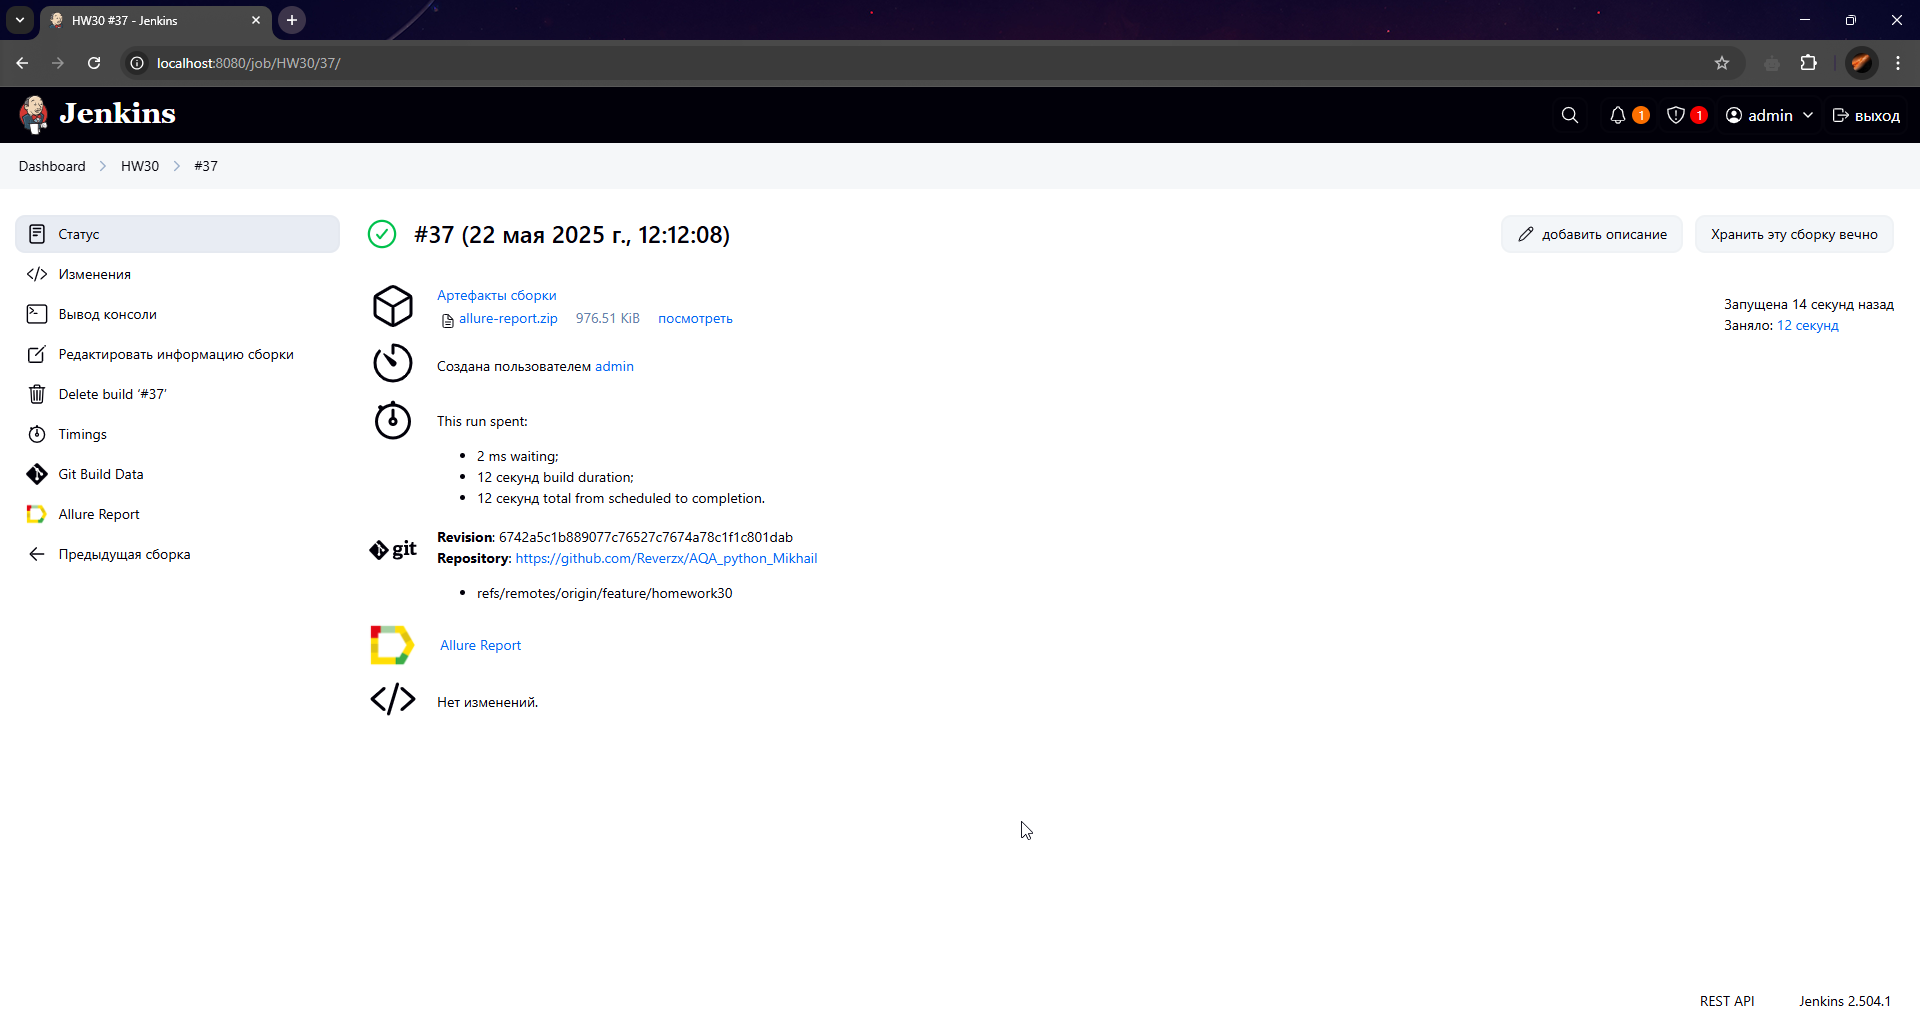 HW30 #37 - Jenkins
localhost:8080/job/HW30/37/
Jenkins
1
1
admin
выход
Dashboard
HW30
#37
Статус
Изменения
Вывод консоли
Редактировать информацию сборки
Delete build ‘#37’
Timings
Git Build Data
Allure Report
Предыдущая сборка
#37 (22 мая 2025 г., 12:12:08)
добавить описание
Хранить эту сборку вечно
Запущена 14 секунд назад
Заняло: 12 секунд
Артефакты сборки
allure-report.zip 976.51 KiB посмотреть
Создана пользователем admin
This run spent:
2 ms waiting;
12 секунд build duration;
12 секунд total from scheduled to completion.
git
Revision: 6742a5c1b889077c76527c7674a78c1f1c801dab
Repository: https://github.com/Reverzx/AQA_python_Mikhail
refs/remotes/origin/feature/homework30
Allure Report
Нет изменений.
REST API
Jenkins 2.504.1